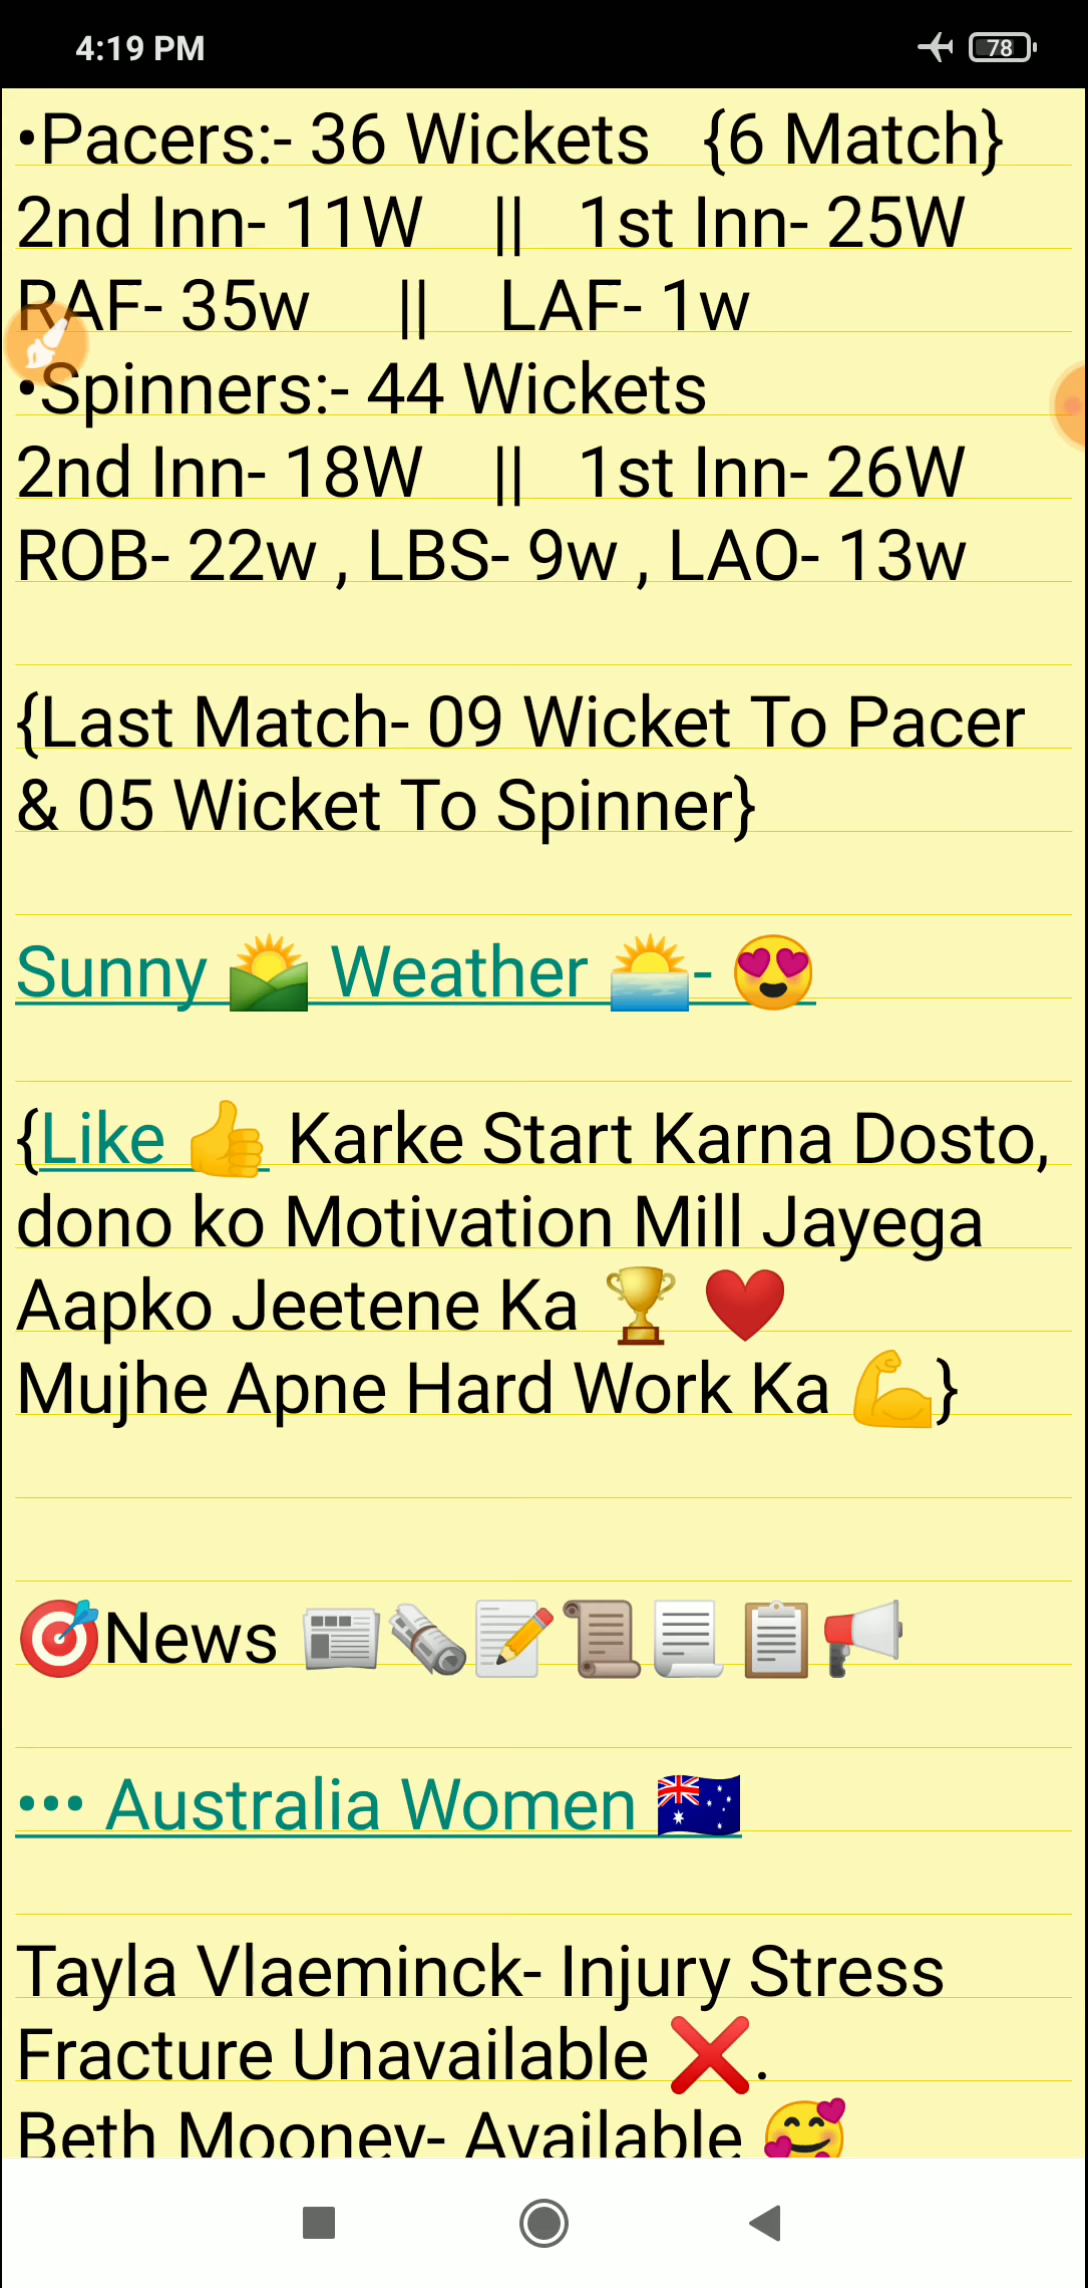 4:19 PM 78
•Pacers:- 36 Wickets {6 Match}
2nd Inn- 11W || 1st Inn- 25W
RAF- 35w || LAF- 1w
•Spinners:- 44 Wickets
2nd Inn- 18W || 1st Inn- 26W
ROB- 22w , LBS- 9w , LAO- 13w
{Last Match- 09 Wicket To Pacer
& 05 Wicket To Spinner}
Sunny 🌄 Weather 🌅- 😍
{Like 👍 Karke Start Karna Dosto,
dono ko Motivation Mill Jayega
Aapko Jeetene Ka 🏆 ❤️
Mujhe Apne Hard Work Ka 💪}
🎯News 📰🗞️📝📜📃📋📢
••• Australia Women 🇦🇺
Tayla Vlaeminck- Injury Stress
Fracture Unavailable ❌.
Beth Mooney- Available 🥰